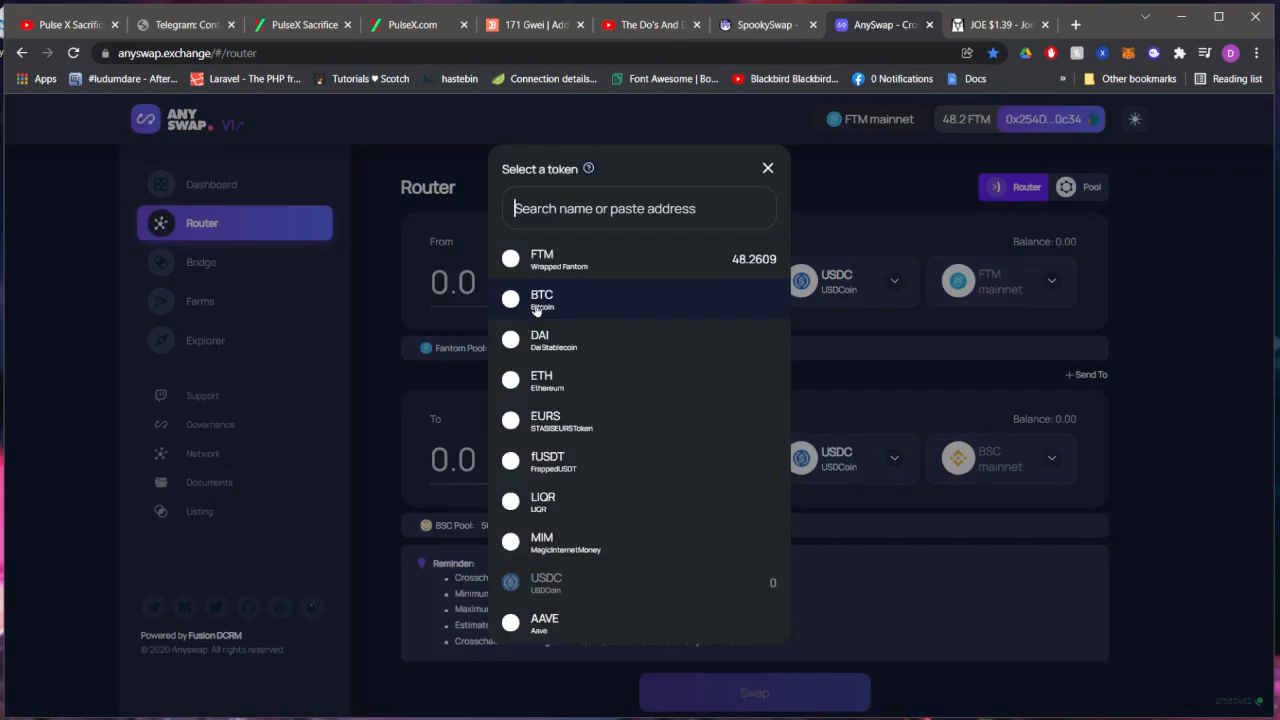 Pulse X Sacrific
Telegram: Cont
PulseX Sacrifice
PulseX.com
171 Gwei | Add
The Do's And D
SpookySwap -
AnySwap - Cro
JOE $1.39 - Joe
anyswap.exchange/#/router
Apps
#ludumdare - After...
Laravel - The PHP fr...
Tutorials ♥ Scotch
hastebin
Connection details...
Font Awesome | Bo...
Blackbird Blackbird...
0 Notifications
Docs
»
Other bookmarks
Reading list
ANY
SWAP.
V1↗
FTM mainnet
48.2 FTM
0x254D...0c34
Dashboard
Router
Bridge
Farms
Explorer
Support
Governance
Network
Documents
Listing
Powered by Fusion DCRM
© 2020 Anyswap. All rights reserved.
Router
Router
Pool
From
Balance: 0.00
0.0
USDC
USDCoin
FTM
mainnet
Fantom Pool:
+ Send To
To
Balance: 0.00
0.0
USDC
USDCoin
BSC
mainnet
BSC Pool: 5
Reminder:
Crossch
Minimum
Maximu
Estimate
Crosschain
Swap
Select a token
Search name or paste address
FTM
Wrapped Fantom
48.2609
BTC
Bitcoin
DAI
DaiStablecoin
ETH
Ethereum
EURS
STASISEURSToken
fUSDT
FrappedUSDT
LIQR
LIQR
MIM
MagicInternetMoney
USDC
USDCoin
0
AAVE
Aave